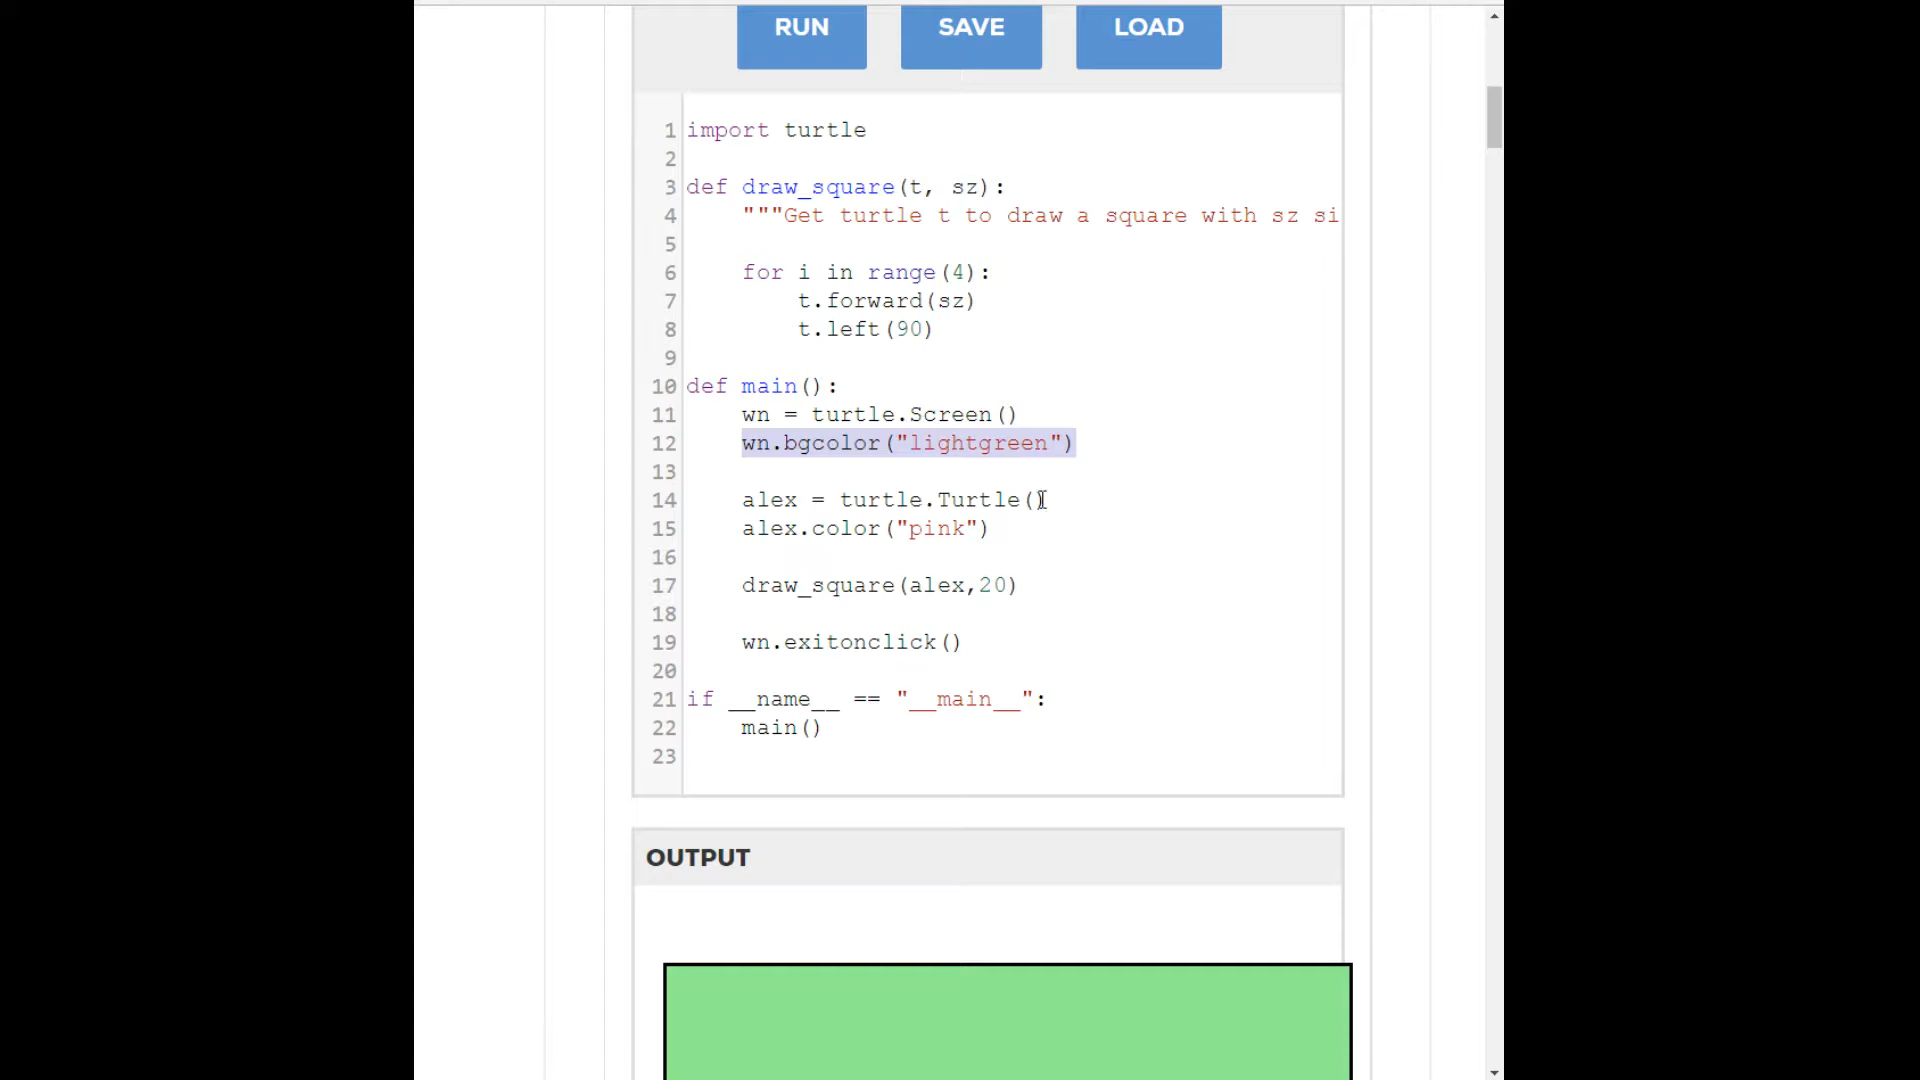 RUN SAVE LOAD
1 import turtle
2
3 def draw_square(t, sz):
4     """Get turtle t to draw a square with sz si
5
6     for i in range(4):
7         t.forward(sz)
8         t.left(90)
9
10 def main():
11     wn = turtle.Screen()
12     wn.bgcolor("lightgreen")
13
14     alex = turtle.Turtle()
15     alex.color("pink")
16
17     draw_square(alex,20)
18
19     wn.exitonclick()
20
21 if __name__ == "__main__":
22     main()
23
OUTPUT